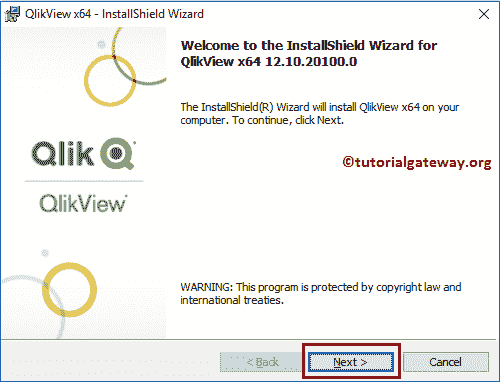 QlikView x64 - InstallShield Wizard
Welcome to the InstallShield Wizard for
QlikView x64 12.10.20100.0
The InstallShield(R) Wizard will install QlikView x64 on your
computer. To continue, click Next.
©tutorialgateway.org
Qlik
QlikView
WARNING: This program is protected by copyright law and
international treaties.
< Back
Next >
Cancel